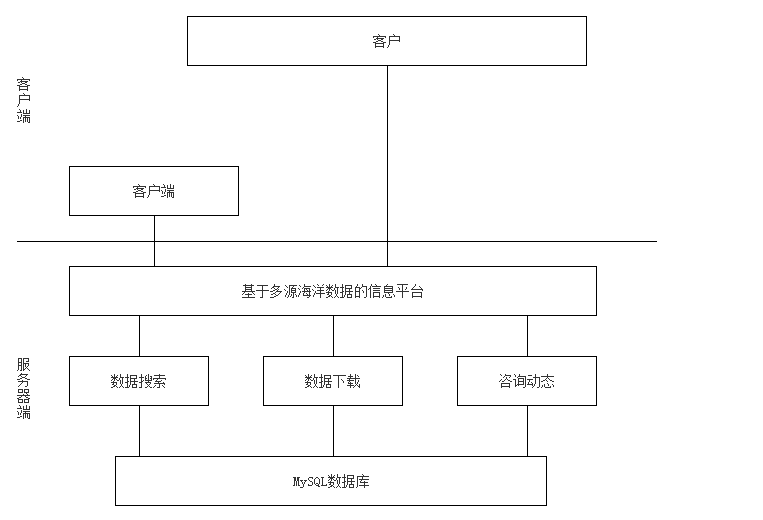 客户
客户端
客户端
基于多源海洋数据的信息平台
服务器端
数据搜索
数据下载
咨询动态
MySQL数据库